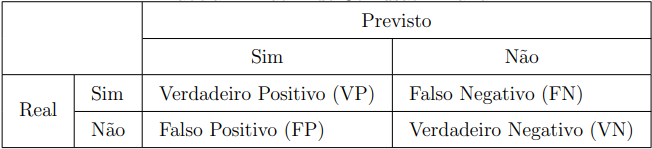 Previsto
Sim Não
Real Sim Verdadeiro Positivo (VP) Falso Negativo (FN)
Não Falso Positivo (FP) Verdadeiro Negativo (VN)